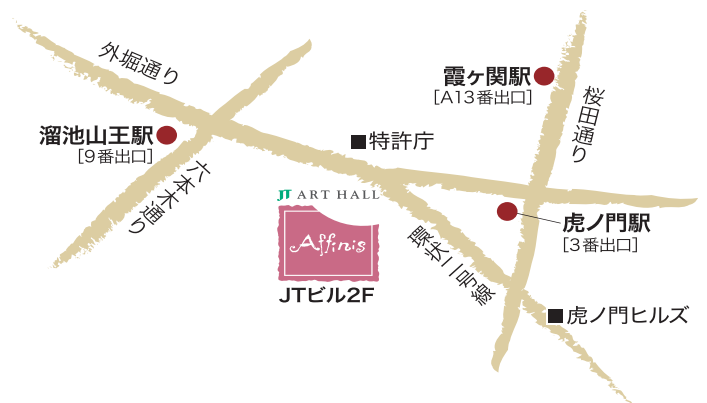 外堀通り
霞ヶ関駅
[A13番出口]
桜田通り
溜池山王駅
[9番出口]
特許庁
六本木通り
JT ART HALL
Affinis
JTビル2F
環状二号線
虎ノ門駅
[3番出口]
虎ノ門ヒルズ